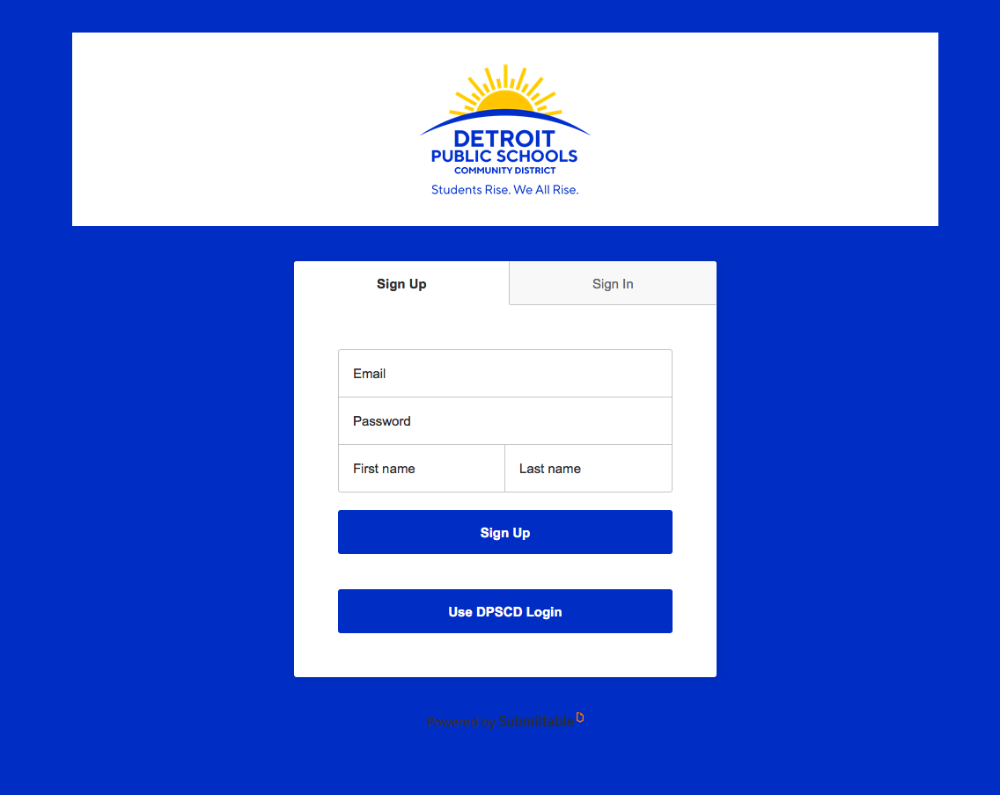 DETROIT
PUBLIC SCHOOLS
COMMUNITY DISTRICT
Students Rise. We All Rise.
Sign Up
Sign In
Email
Password
First name
Last name
Sign Up
Use DPSCD Login
Powered by Submittable